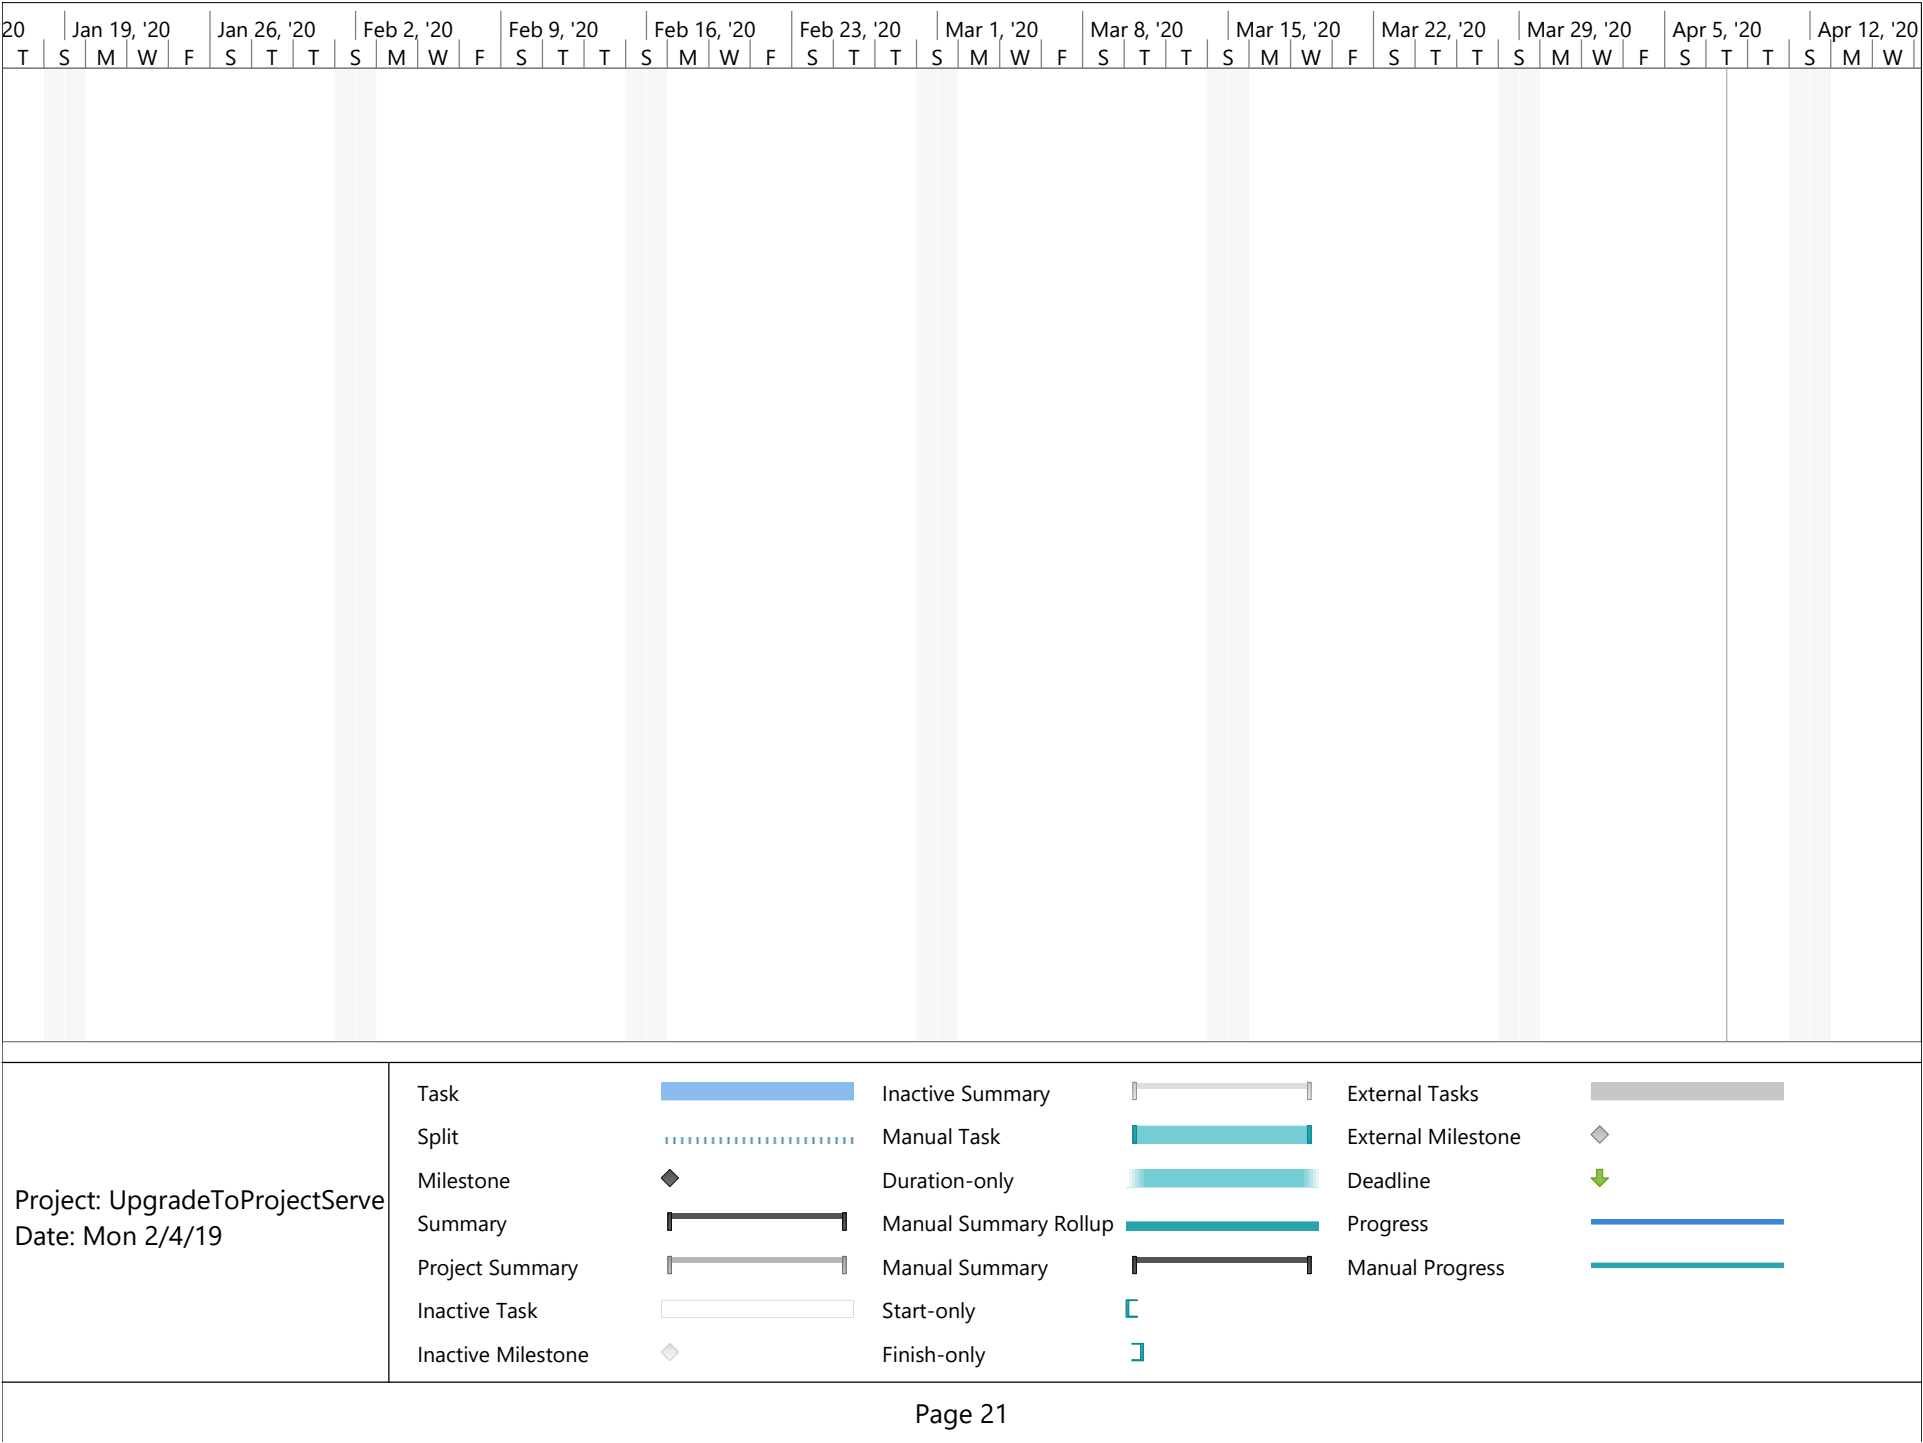 20 Jan 19, '20 Jan 26, '20 Feb 2, '20 Feb 9, '20 Feb 16, '20 Feb 23, '20 Mar 1, '20 Mar 8, '20 Mar 15, '20 Mar 22, '20 Mar 29, '20 Apr 5, '20 Apr 12, '20
T S M W F S T T S M W F S T T S M W F S T T S M W F S T T S M W F S T T S M W F S T T S M W
Task Inactive Summary External Tasks
Split Manual Task External Milestone
Milestone Duration-only Deadline
Project: UpgradeToProjectServe
Date: Mon 2/4/19
Summary Manual Summary Rollup Progress
Project Summary Manual Summary Manual Progress
Inactive Task Start-only
Inactive Milestone Finish-only
Page 21